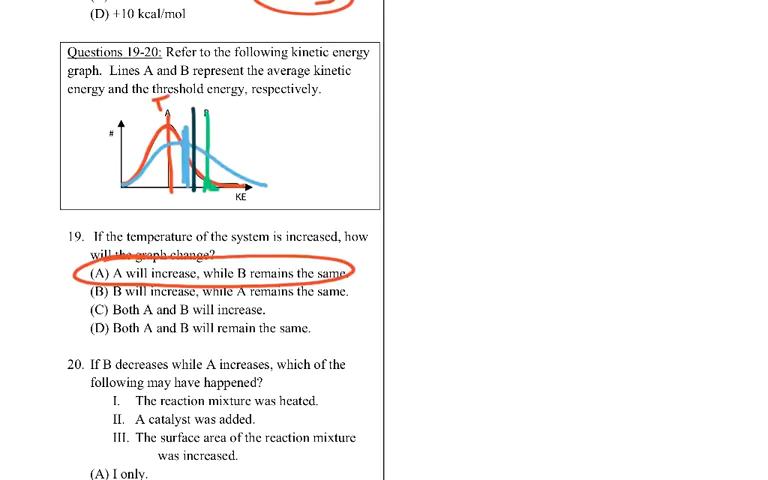 (D) +10 kcal/mol
Questions 19-20: Refer to the following kinetic energy
graph. Lines A and B represent the average kinetic
energy and the threshold energy, respectively.
T
A B
#
KE
19. If the temperature of the system is increased, how
will the graph change?
(A) A will increase, while B remains the same.
(B) B will increase, while A remains the same.
(C) Both A and B will increase.
(D) Both A and B will remain the same.
20. If B decreases while A increases, which of the
following may have happened?
I. The reaction mixture was heated.
II. A catalyst was added.
III. The surface area of the reaction mixture
was increased.
(A) I only.